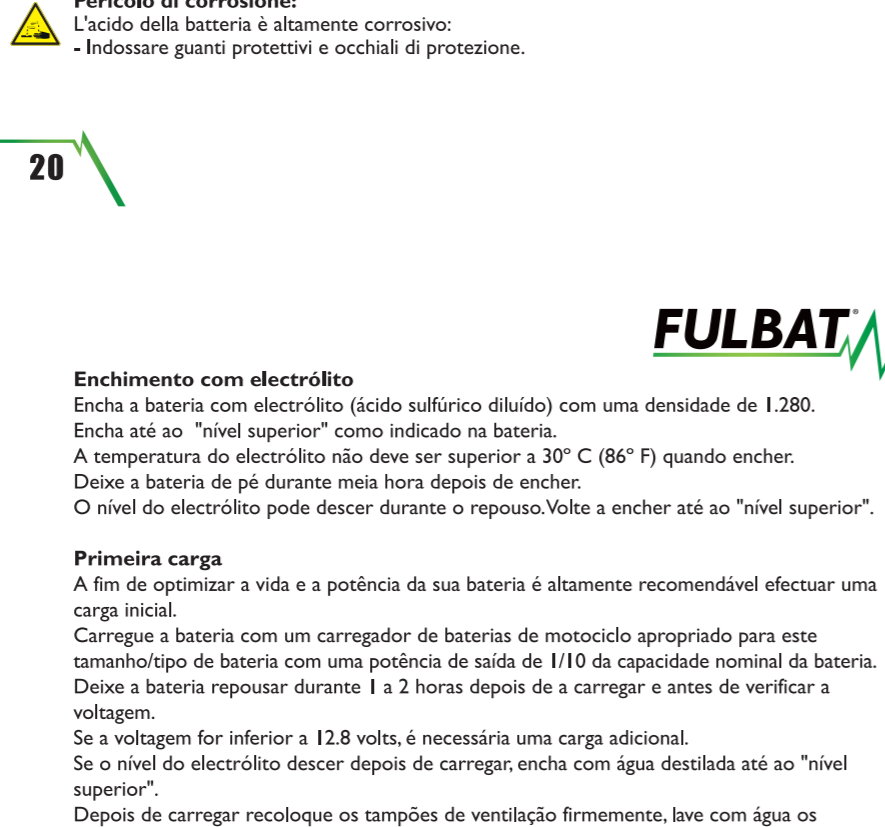 Pericolo di corrosione:
L'acido della batteria è altamente corrosivo:
- Indossare guanti protettivi e occhiali di protezione.
20
FULBAT®
Enchimento com electrólito
Encha a bateria com electrólito (ácido sulfúrico diluído) com uma densidade de 1.280.
Encha até ao "nível superior" como indicado na bateria.
A temperatura do electrólito não deve ser superior a 30º C (86º F) quando encher.
Deixe a bateria de pé durante meia hora depois de encher.
O nível do electrólito pode descer durante o repouso.Volte a encher até ao "nível superior".
Primeira carga
A fim de optimizar a vida e a potência da sua bateria é altamente recomendável efectuar uma
carga inicial.
Carregue a bateria com um carregador de baterias de motociclo apropriado para este
tamanho/tipo de bateria com uma potência de saída de 1/10 da capacidade nominal da bateria.
Deixe a bateria repousar durante 1 a 2 horas depois de a carregar e antes de verificar a
voltagem.
Se a voltagem for inferior a 12.8 volts, é necessária uma carga adicional.
Se o nível do electrólito descer depois de carregar, encha com água destilada até ao "nível
superior".
Depois de carregar recoloque os tampões de ventilação firmemente, lave com água os